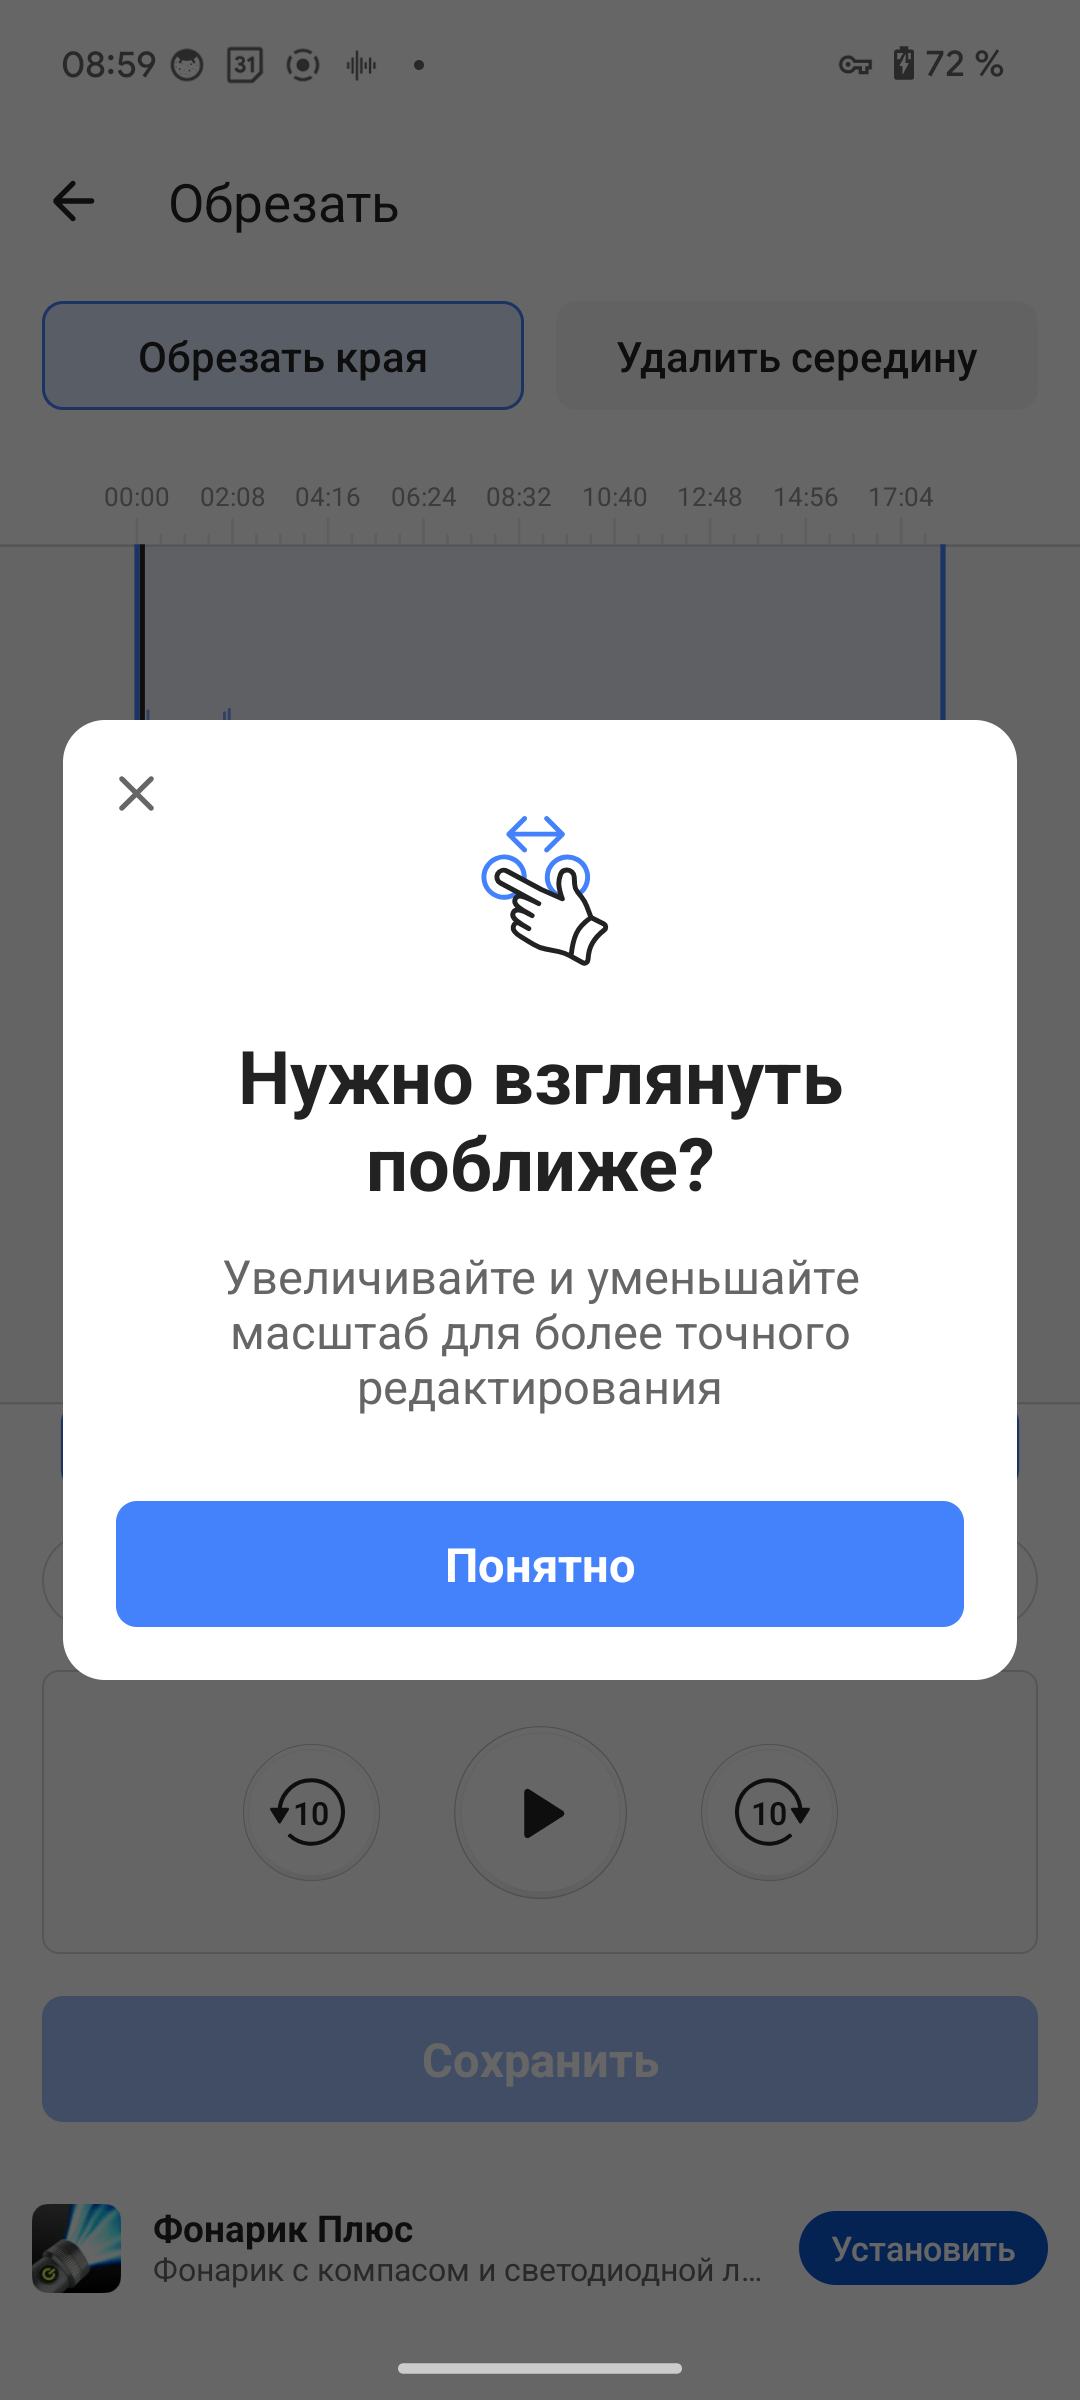 08:59 31 72 %
Обрезать
Обрезать края
Удалить середину
00:00 02:08 04:16 06:24 08:32 10:40 12:48 14:56 17:04
Нужно взглянуть
поближе?
Увеличивайте и уменьшайте
масштаб для более точного
редактирования
Понятно
10 10
Сохранить
Фонарик Плюс
Фонарик с компасом и светодиодной л...
Установить